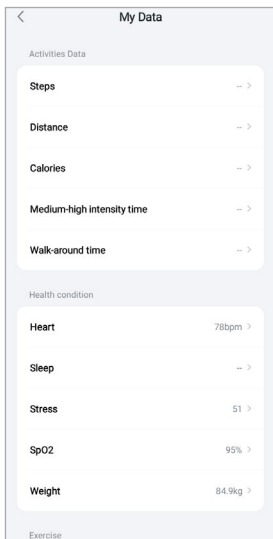 My Data
Activities Data
Steps --
Distance --
Calories --
Medium-high intensity time --
Walk-around time --
Health condition
Heart 78bpm
Sleep --
Stress 51
SpO2 95%
Weight 84.9kg
Exercise